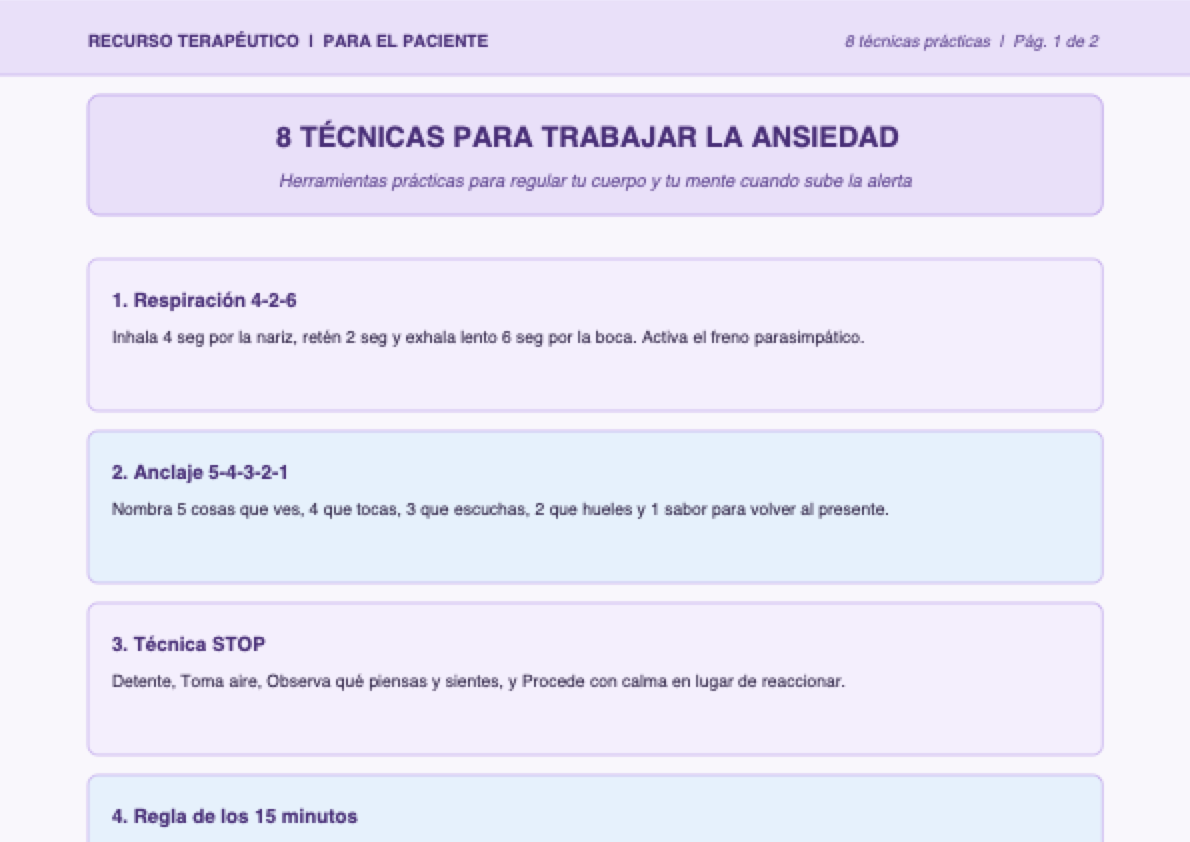 RECURSO TERAPÉUTICO | PARA EL PACIENTE
8 técnicas prácticas | Pág. 1 de 2
8 TÉCNICAS PARA TRABAJAR LA ANSIEDAD
Herramientas prácticas para regular tu cuerpo y tu mente cuando sube la alerta
1. Respiración 4-2-6
Inhala 4 seg por la nariz, retén 2 seg y exhala lento 6 seg por la boca. Activa el freno parasimpático.
2. Anclaje 5-4-3-2-1
Nombra 5 cosas que ves, 4 que tocas, 3 que escuchas, 2 que hueles y 1 sabor para volver al presente.
3. Técnica STOP
Detente, Toma aire, Observa qué piensas y sientes, y Procede con calma en lugar de reaccionar.
4. Regla de los 15 minutos